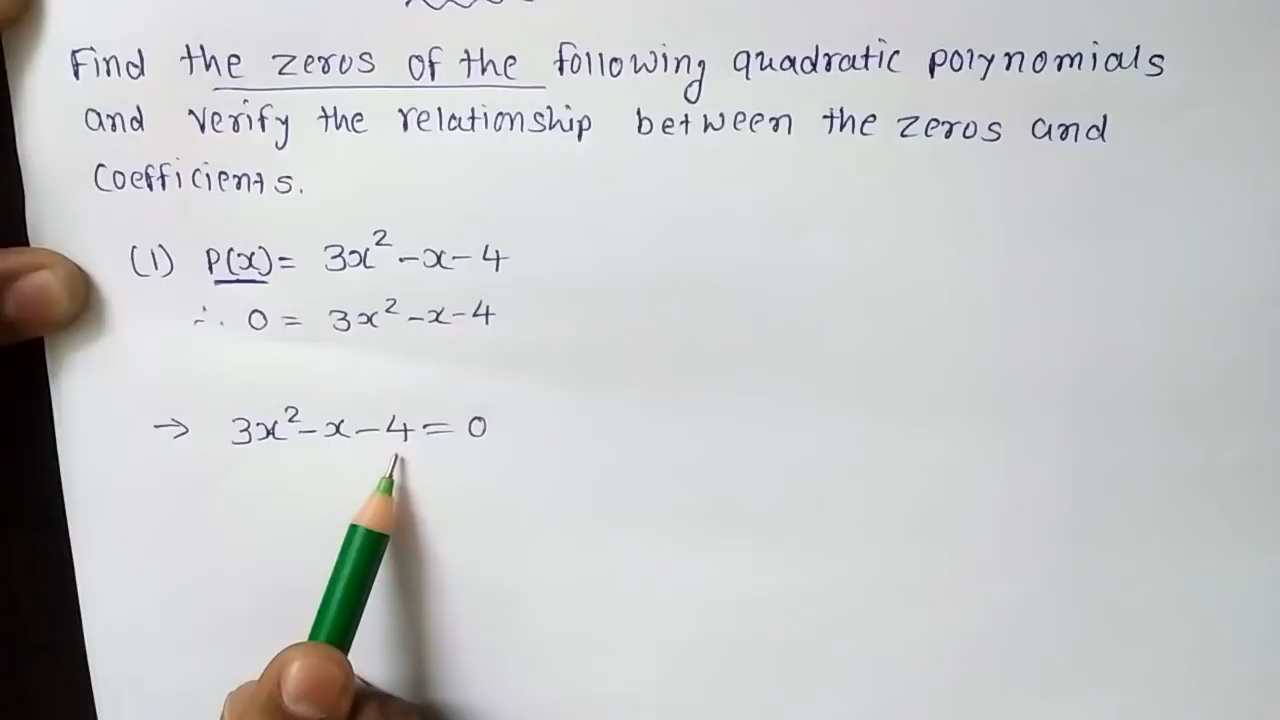 Find the zeros of the following quadratic polynomials
and verify the relationship between the zeros and
coefficients.
(1) P(x) = 3x² - x - 4
∴ 0 = 3x² - x - 4
→ 3x² - x - 4 = 0